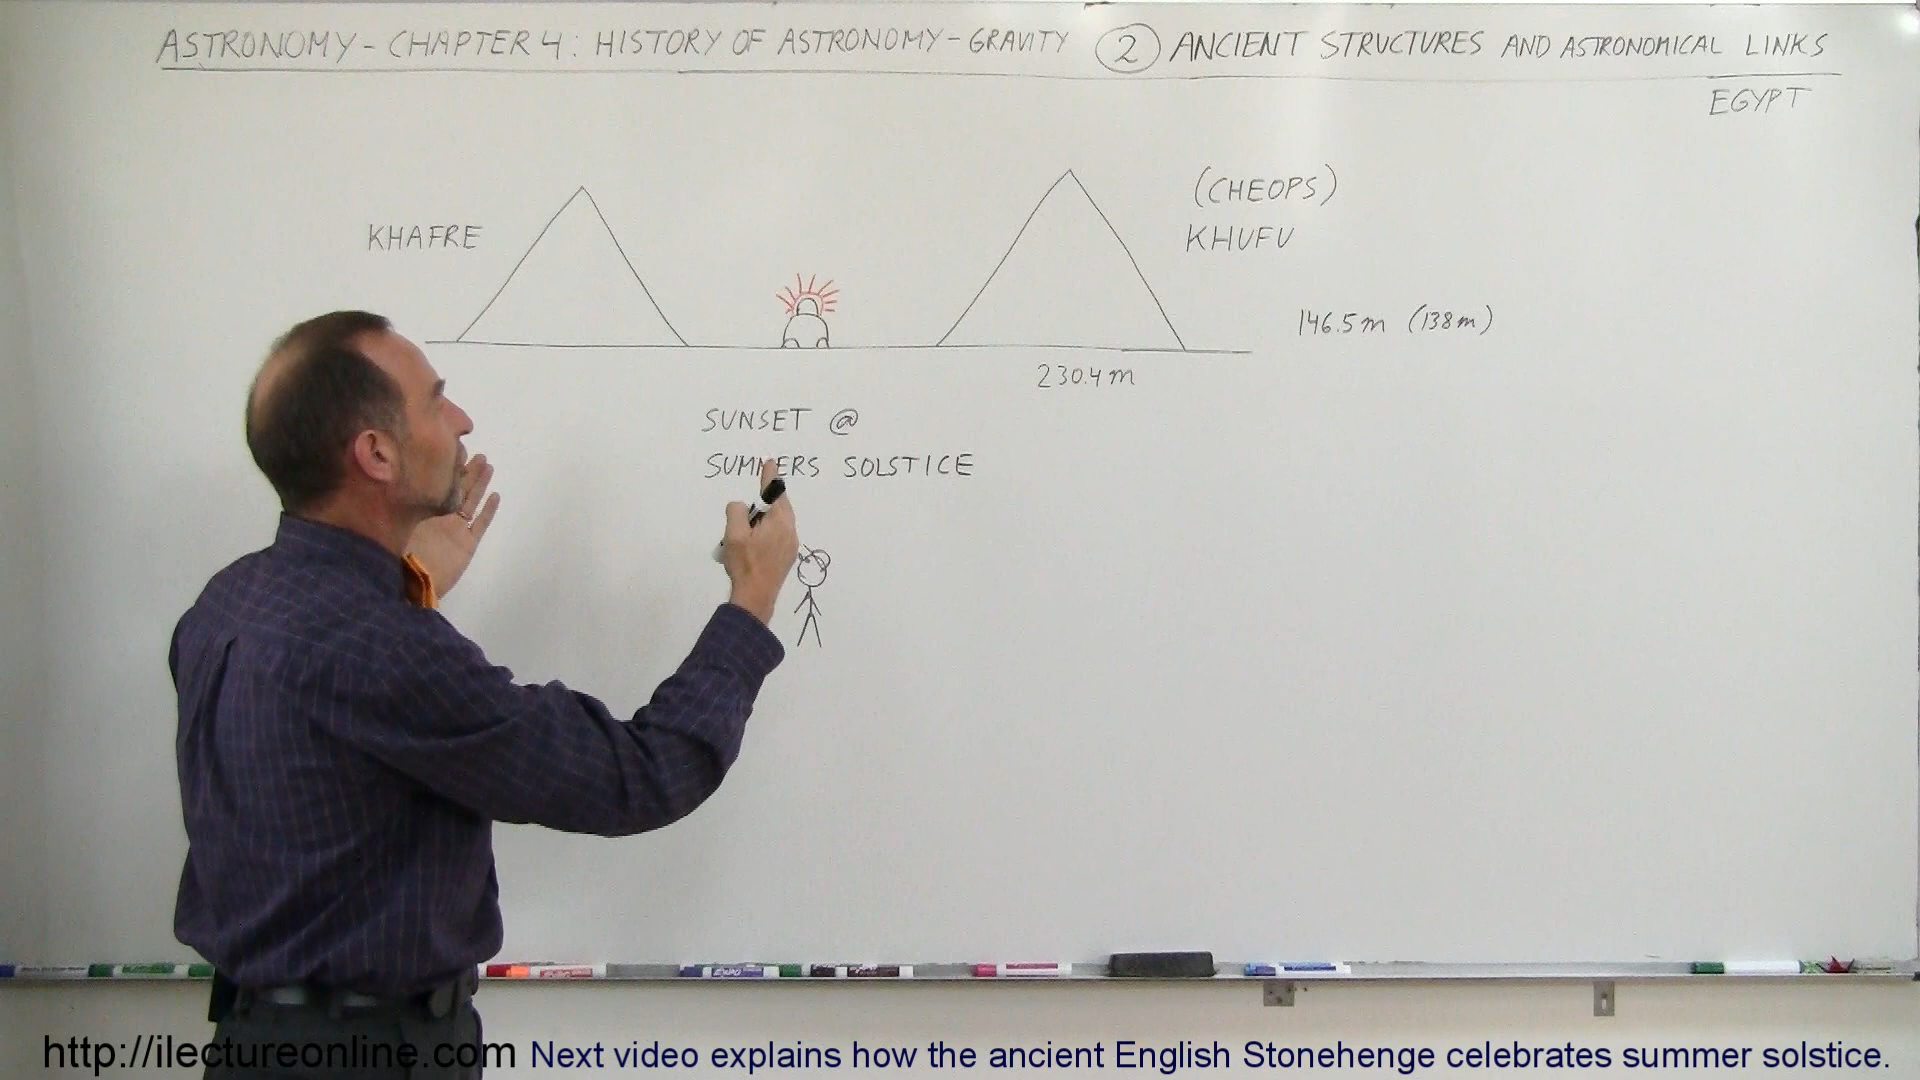 ASTRONOMY - CHAPTER 4: HISTORY OF ASTRONOMY - GRAVITY 2 ANCIENT STRUCTURES AND ASTRONOMICAL LINKS
EGYPT
(CHEOPS)
KHAFRE
KHUFU
146.5m (138m)
230.4m
SUNSET @
SUMMERS SOLSTICE
EXPO
http://ilectureonline.com Next video explains how the ancient English Stonehenge celebrates summer solstice.